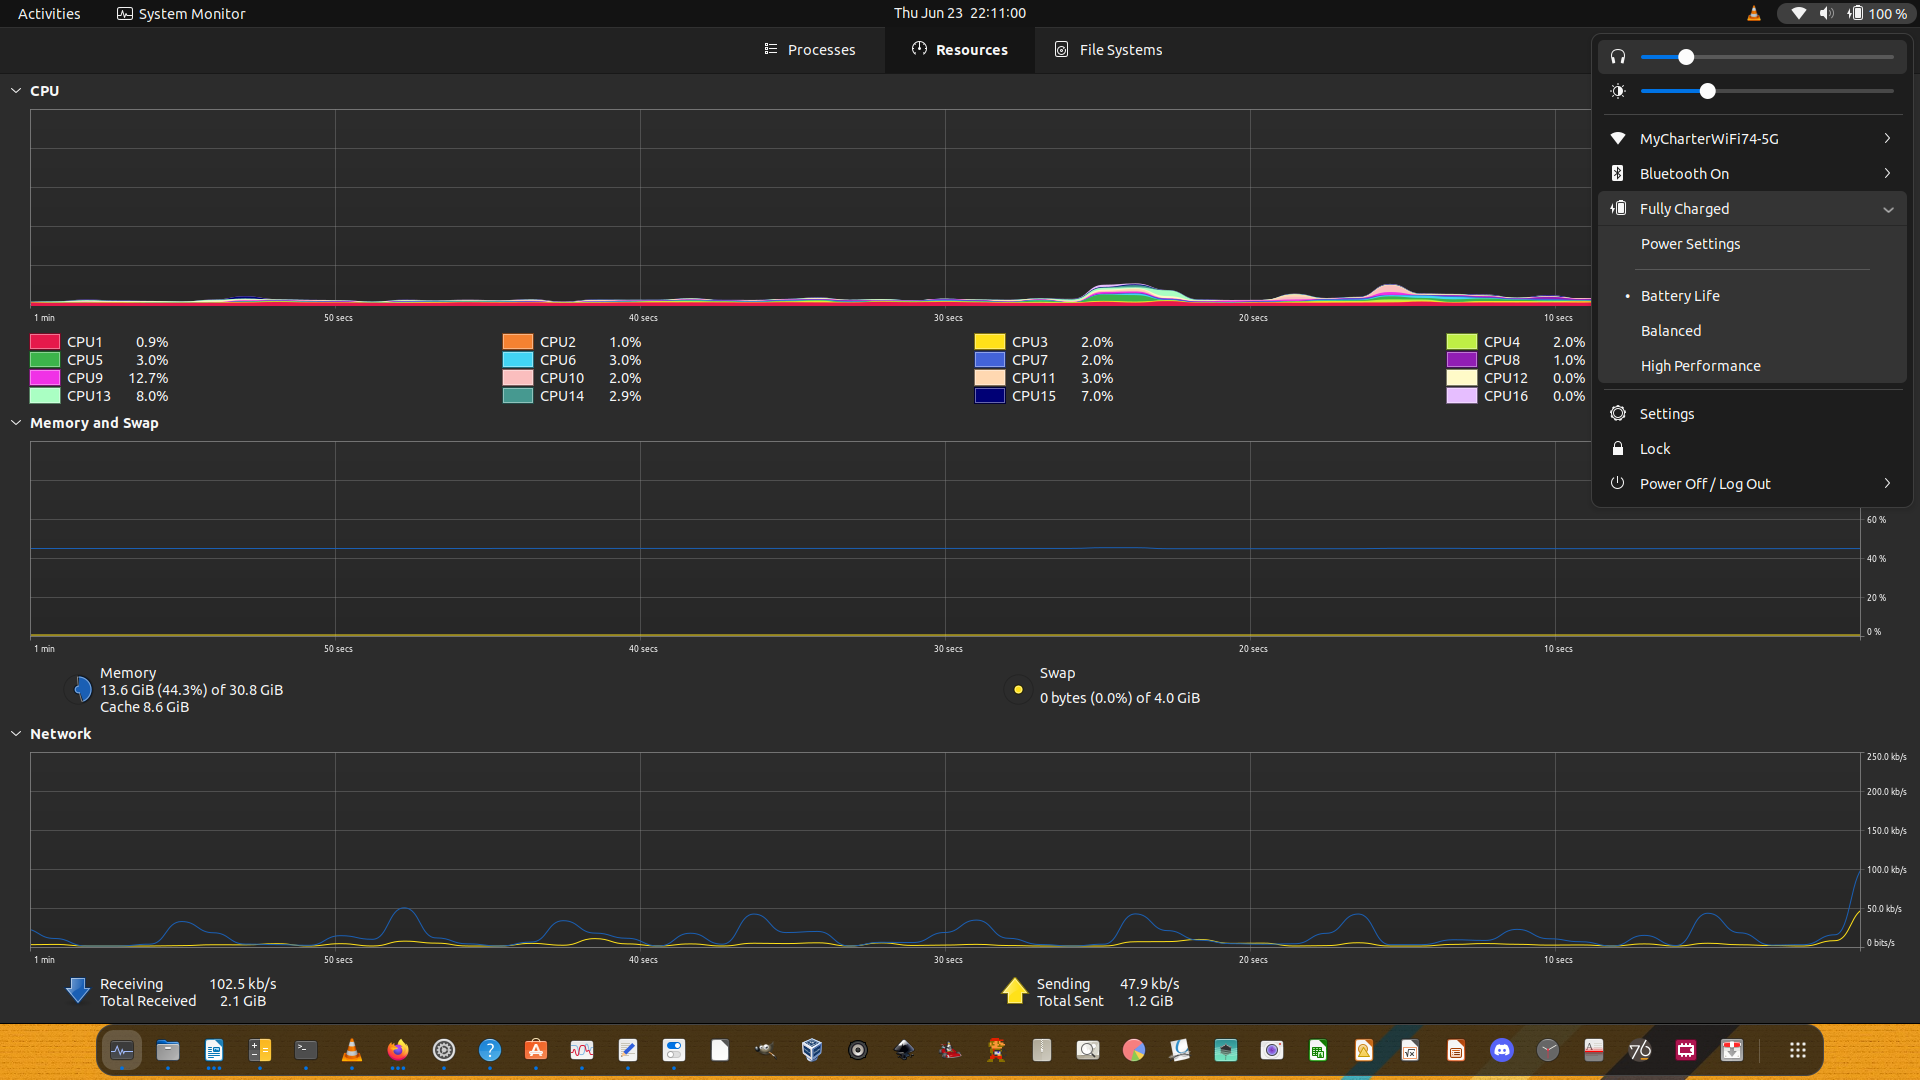 Activities System Monitor Thu Jun 23 22:11:00 100 %
Processes Resources File Systems
CPU
1 min 50 secs 40 secs 30 secs 20 secs 10 secs
CPU1 0.9% CPU2 1.0% CPU3 2.0% CPU4 2.0%
CPU5 3.0% CPU6 3.0% CPU7 2.0% CPU8 1.0%
CPU9 12.7% CPU10 2.0% CPU11 3.0% CPU12 0.0%
CPU13 8.0% CPU14 2.9% CPU15 7.0% CPU16 0.0%
MyCharterWiFi74-5G
Bluetooth On
Fully Charged
Power Settings
Battery Life
Balanced
High Performance
Settings
Lock
Power Off / Log Out
Memory and Swap
60 %
40 %
20 %
0 %
1 min 50 secs 40 secs 30 secs 20 secs 10 secs
Memory
13.6 GiB (44.3%) of 30.8 GiB
Cache 8.6 GiB
Swap
0 bytes (0.0%) of 4.0 GiB
Network
250.0 kb/s
200.0 kb/s
150.0 kb/s
100.0 kb/s
50.0 kb/s
0 bits/s
1 min 50 secs 40 secs 30 secs 20 secs 10 secs
Receiving 102.5 kb/s
Total Received 2.1 GiB
Sending 47.9 kb/s
Total Sent 1.2 GiB
76